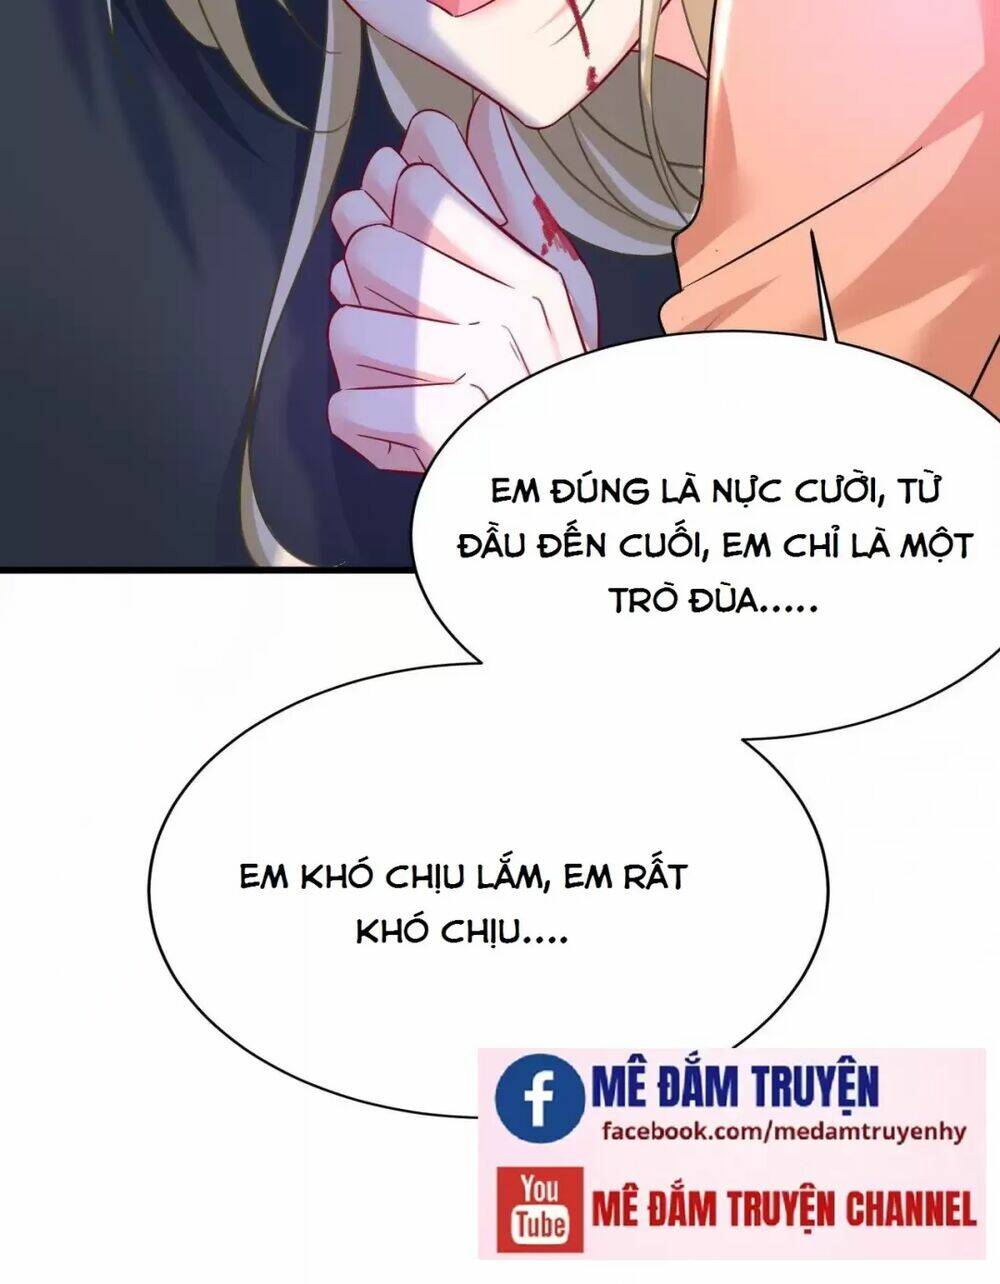 EM ĐÚNG LÀ NỰC CƯỜI, TỪ
ĐẦU ĐẾN CUỐI, EM CHỈ LÀ MỘT
TRÒ ĐÙA.....
EM KHÓ CHỊU LẮM, EM RẤT
KHÓ CHỊU....
f MÊ ĐẮM TRUYỆN
facebook.com/medamtruyenhy
You
Tube
MÊ ĐẮM TRUYỆN CHANNEL